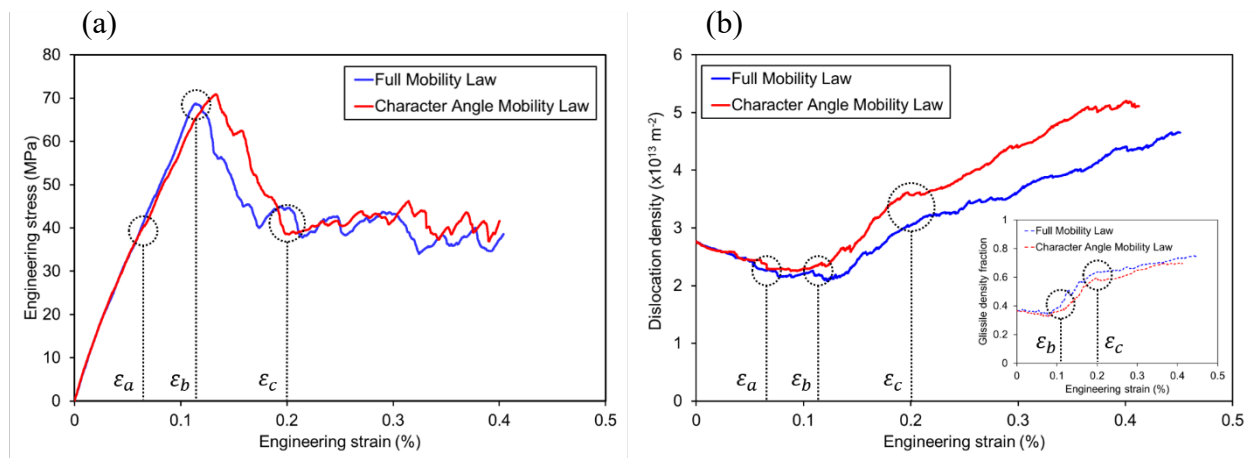 (a)
80
70
60
50
40
30
20
10
0
Engineering stress (MPa)
Full Mobility Law
Character Angle Mobility Law
εa
εb
εc
0
0.1
0.2
0.3
0.4
0.5
Engineering strain (%)
(b)
6
5
4
3
2
1
0
Dislocation density (x10¹³ m⁻²)
Full Mobility Law
Character Angle Mobility Law
εa
εb
εc
0
0.1
0.2
0.3
0.4
0.5
Engineering strain (%)
1
0.8
0.6
0.4
0.2
0
Glissile density fraction
Full Mobility Law
Character Angle Mobility Law
εb
εc
0
0.1
0.2
0.3
0.4
0.5
Engineering strain (%)